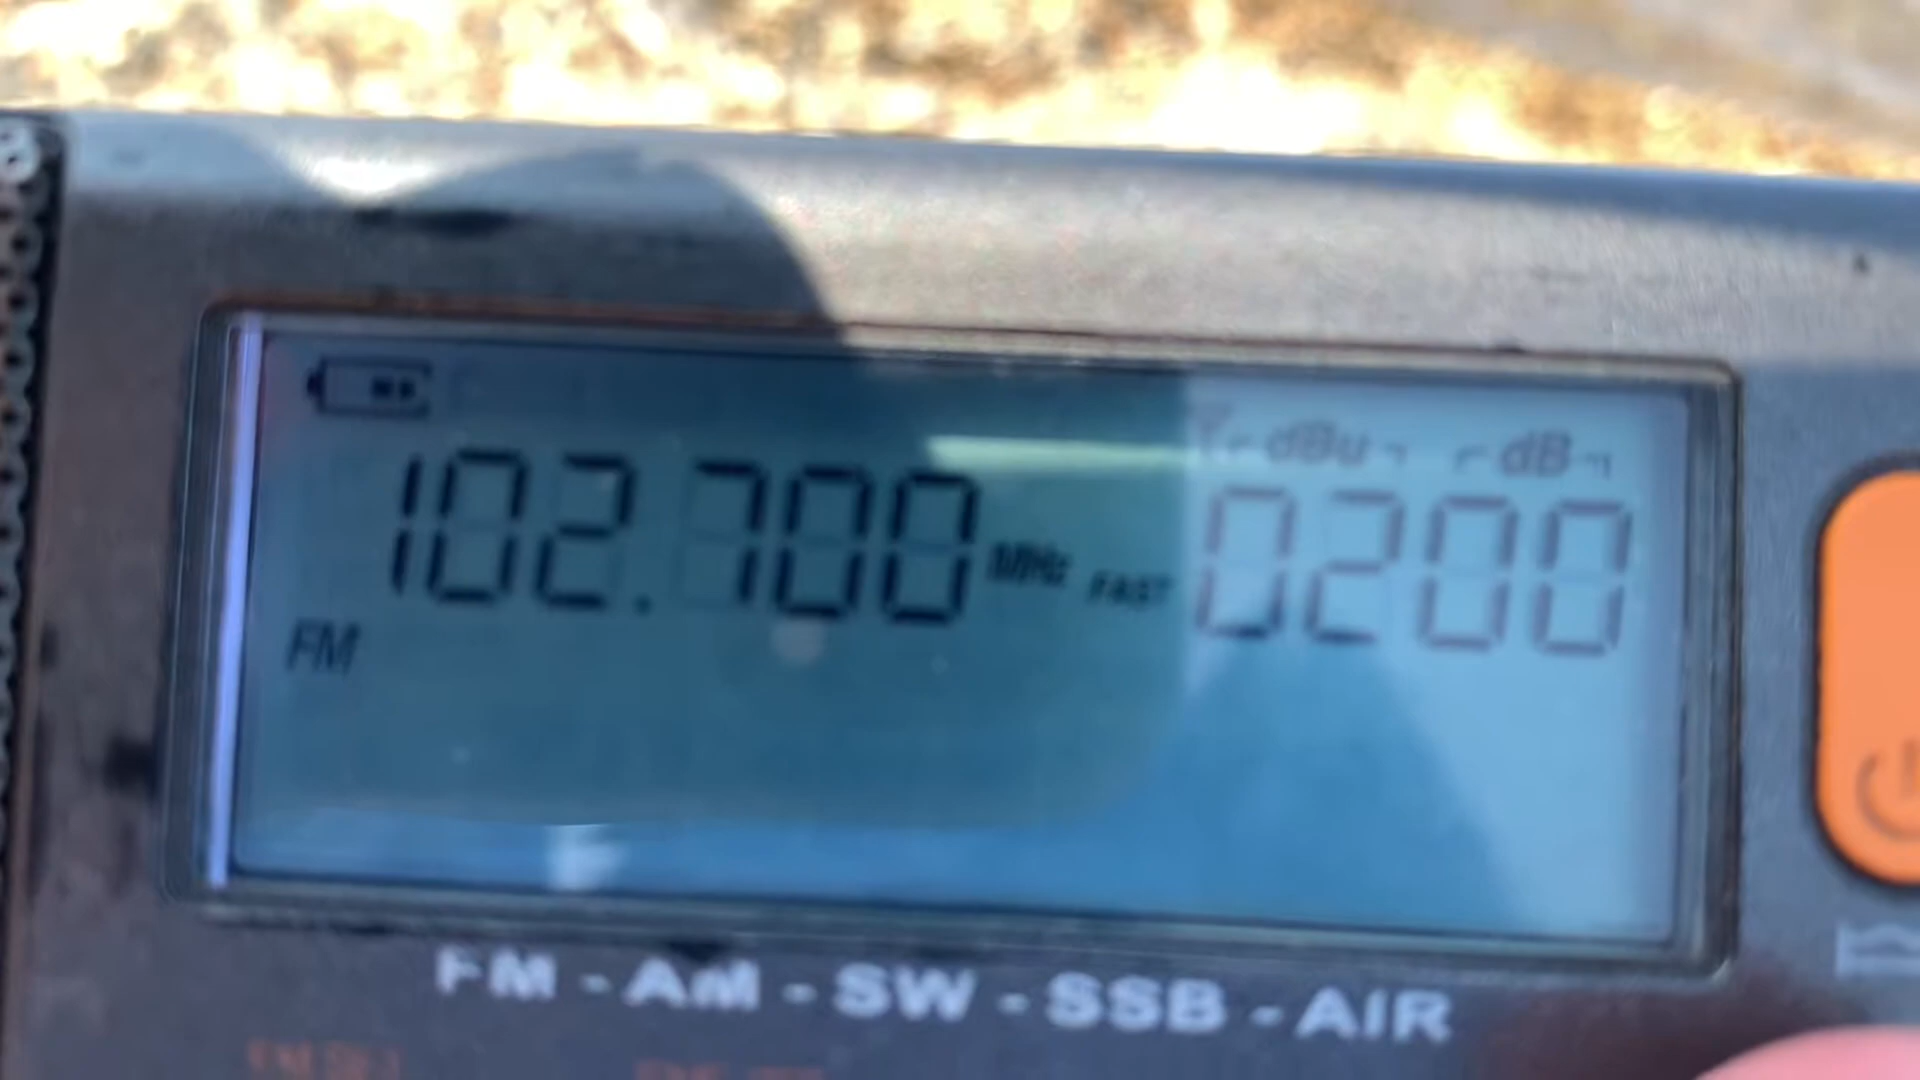 dBu dB
102.700 MHz FAST 0200
FM
FM - AM - SW - SSB - AIR